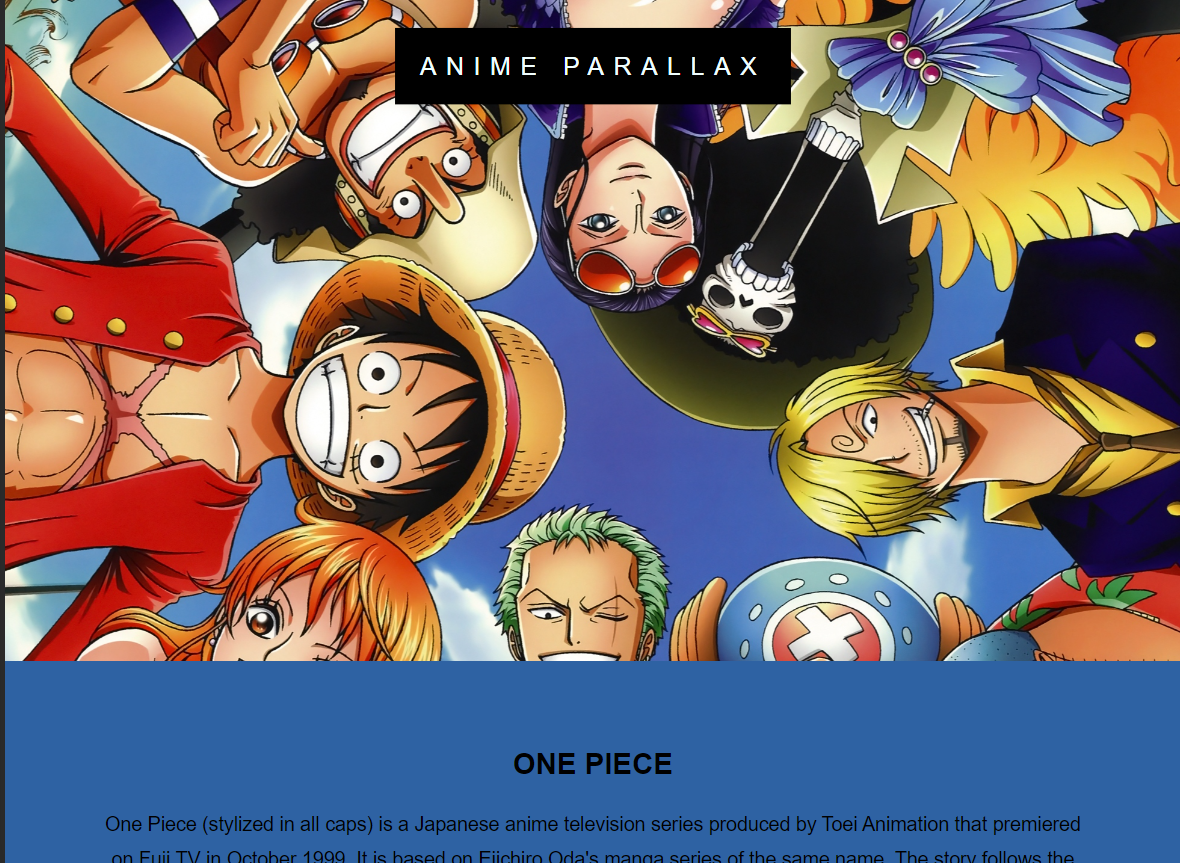 ANIME PARALLAX
ONE PIECE
One Piece (stylized in all caps) is a Japanese anime television series produced by Toei Animation that premiered
on Fuji TV in October 1999. It is based on Eiichiro Oda's manga series of the same name. The story follows the